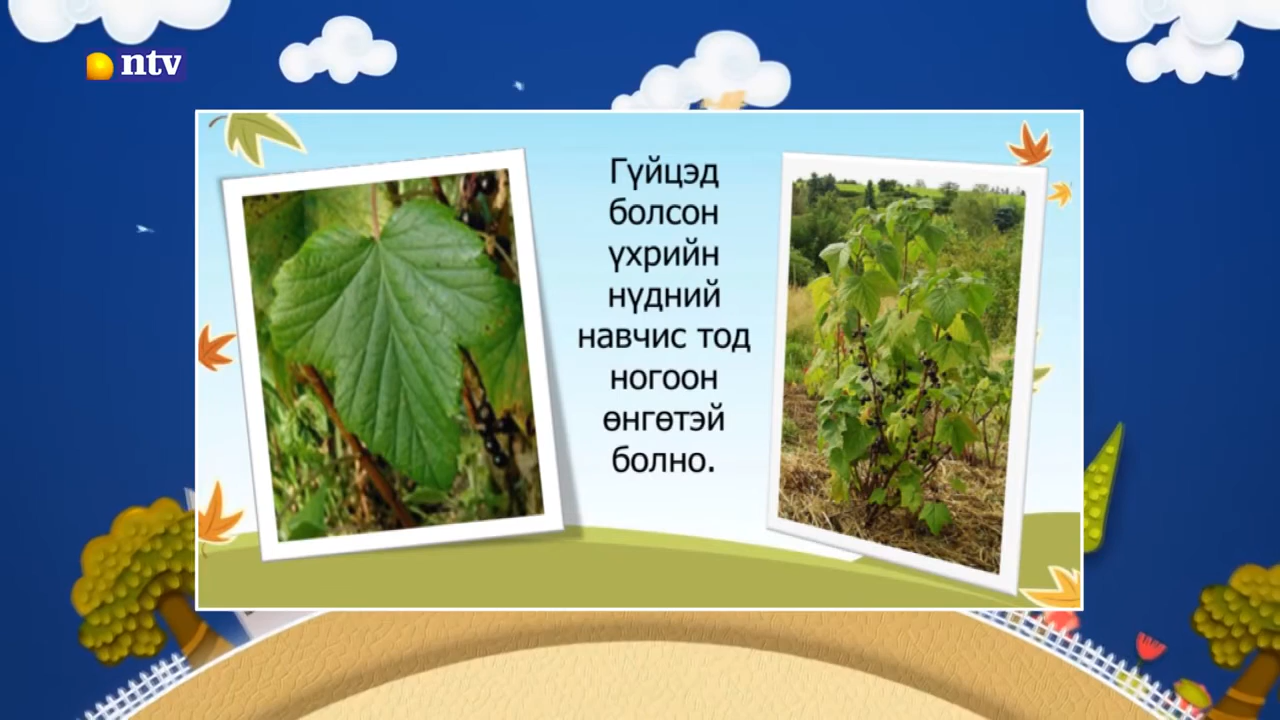 ntv
Гүйцэд
болсон
үхрийн
нүдний
навчис тод
ногоон
өнгөтэй
болно.